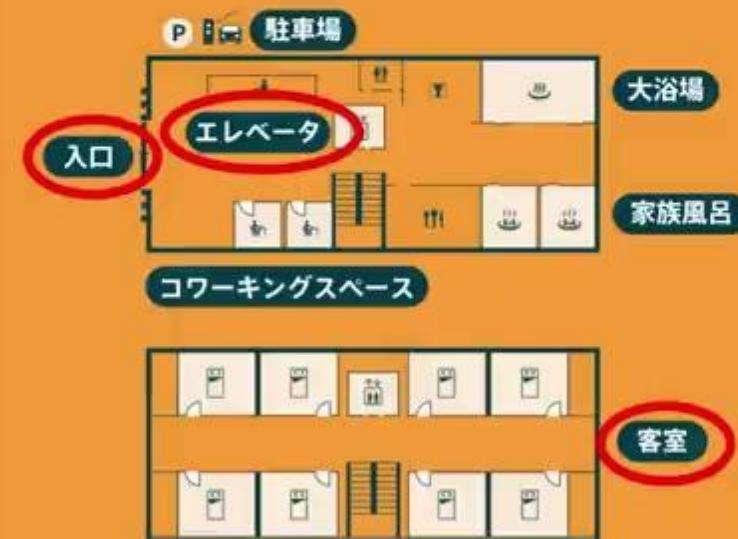 P 駐車場
大浴場
エレベータ
入口
家族風呂
コワーキングスペース
客室